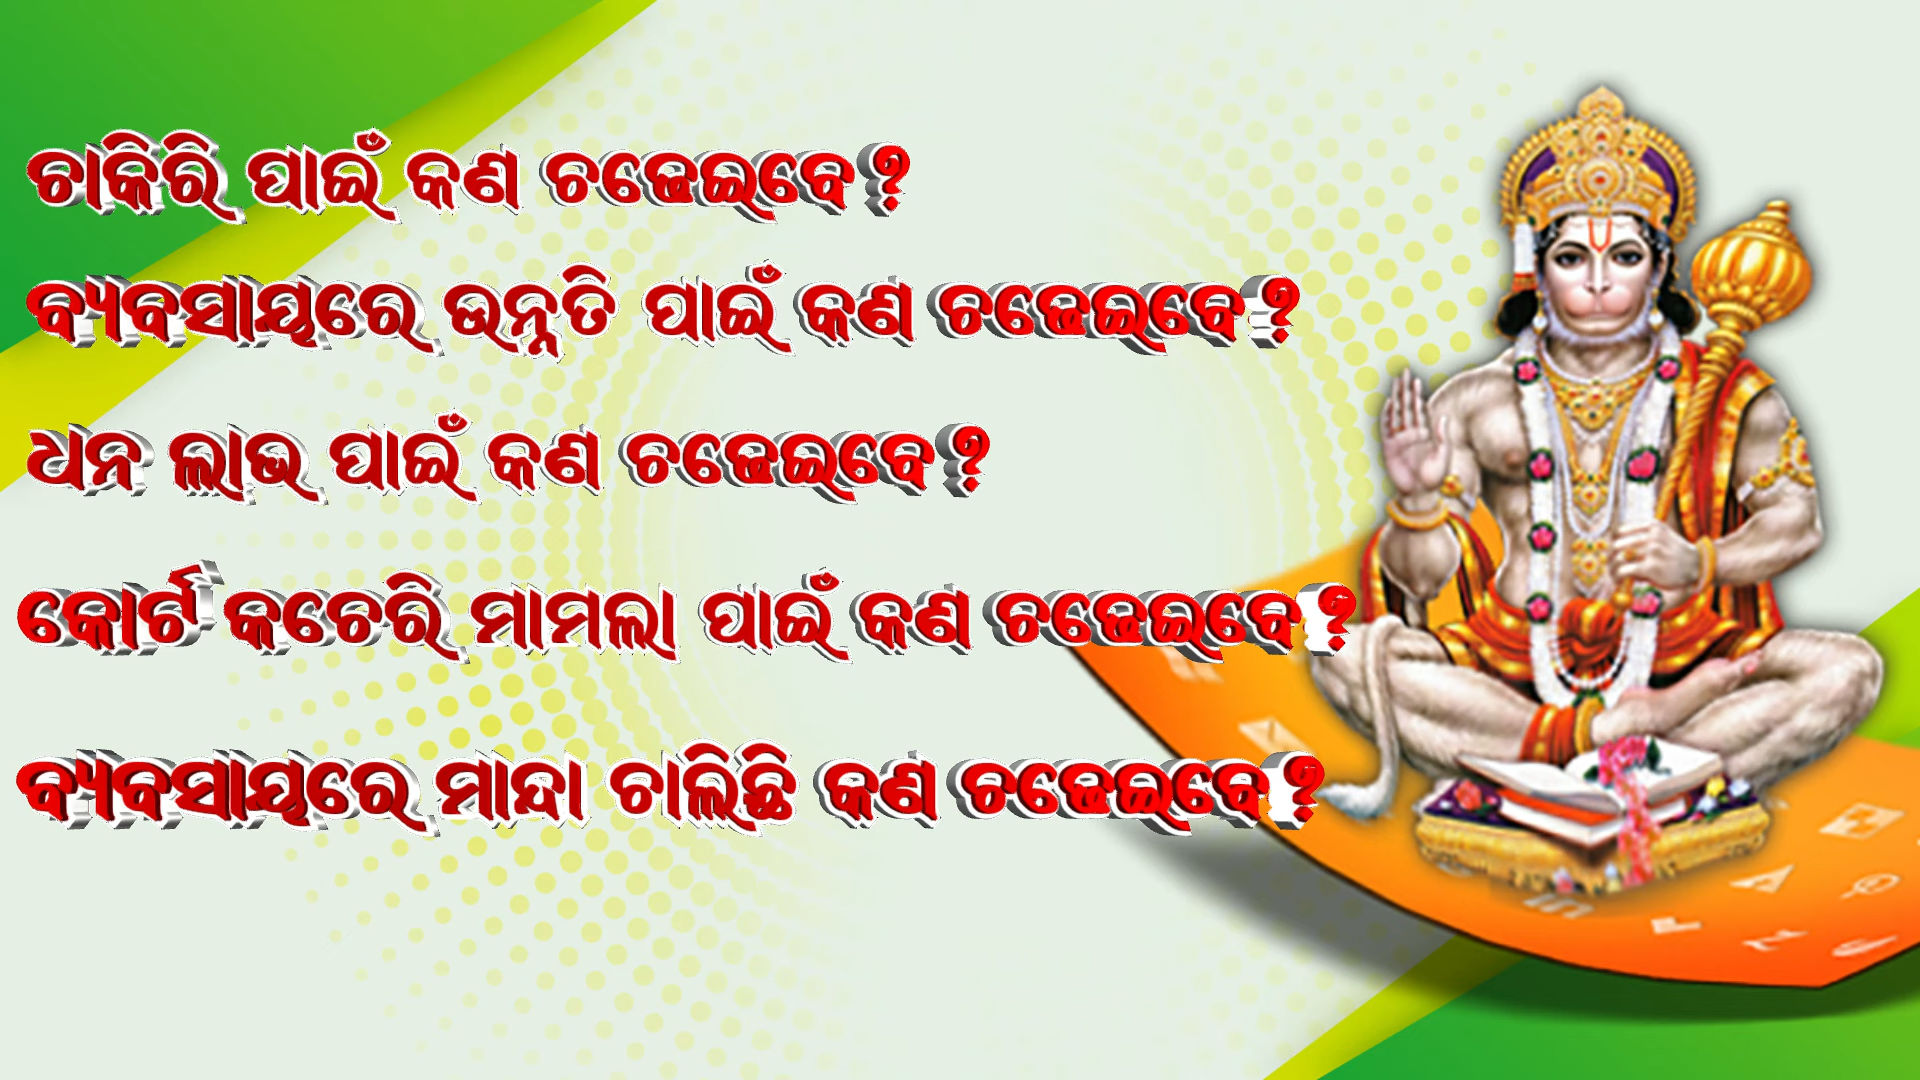 ଚାକିରି ପାଇଁ କଣ ଚଢେଇବେ?
ବ୍ୟବସାୟରେ ଉନ୍ନତି ପାଇଁ କଣ ଚଢେଇବେ?
ଧନ ଲାଭ ପାଇଁ କଣ ଚଢେଇବେ?
କୋର୍ଟ କଚେରି ମାମଲା ପାଇଁ କଣ ଚଢେଇବେ?
ବ୍ୟବସାୟରେ ମାନ୍ଦା ଚାଲିଛି କଣ ଚଢେଇବେ?